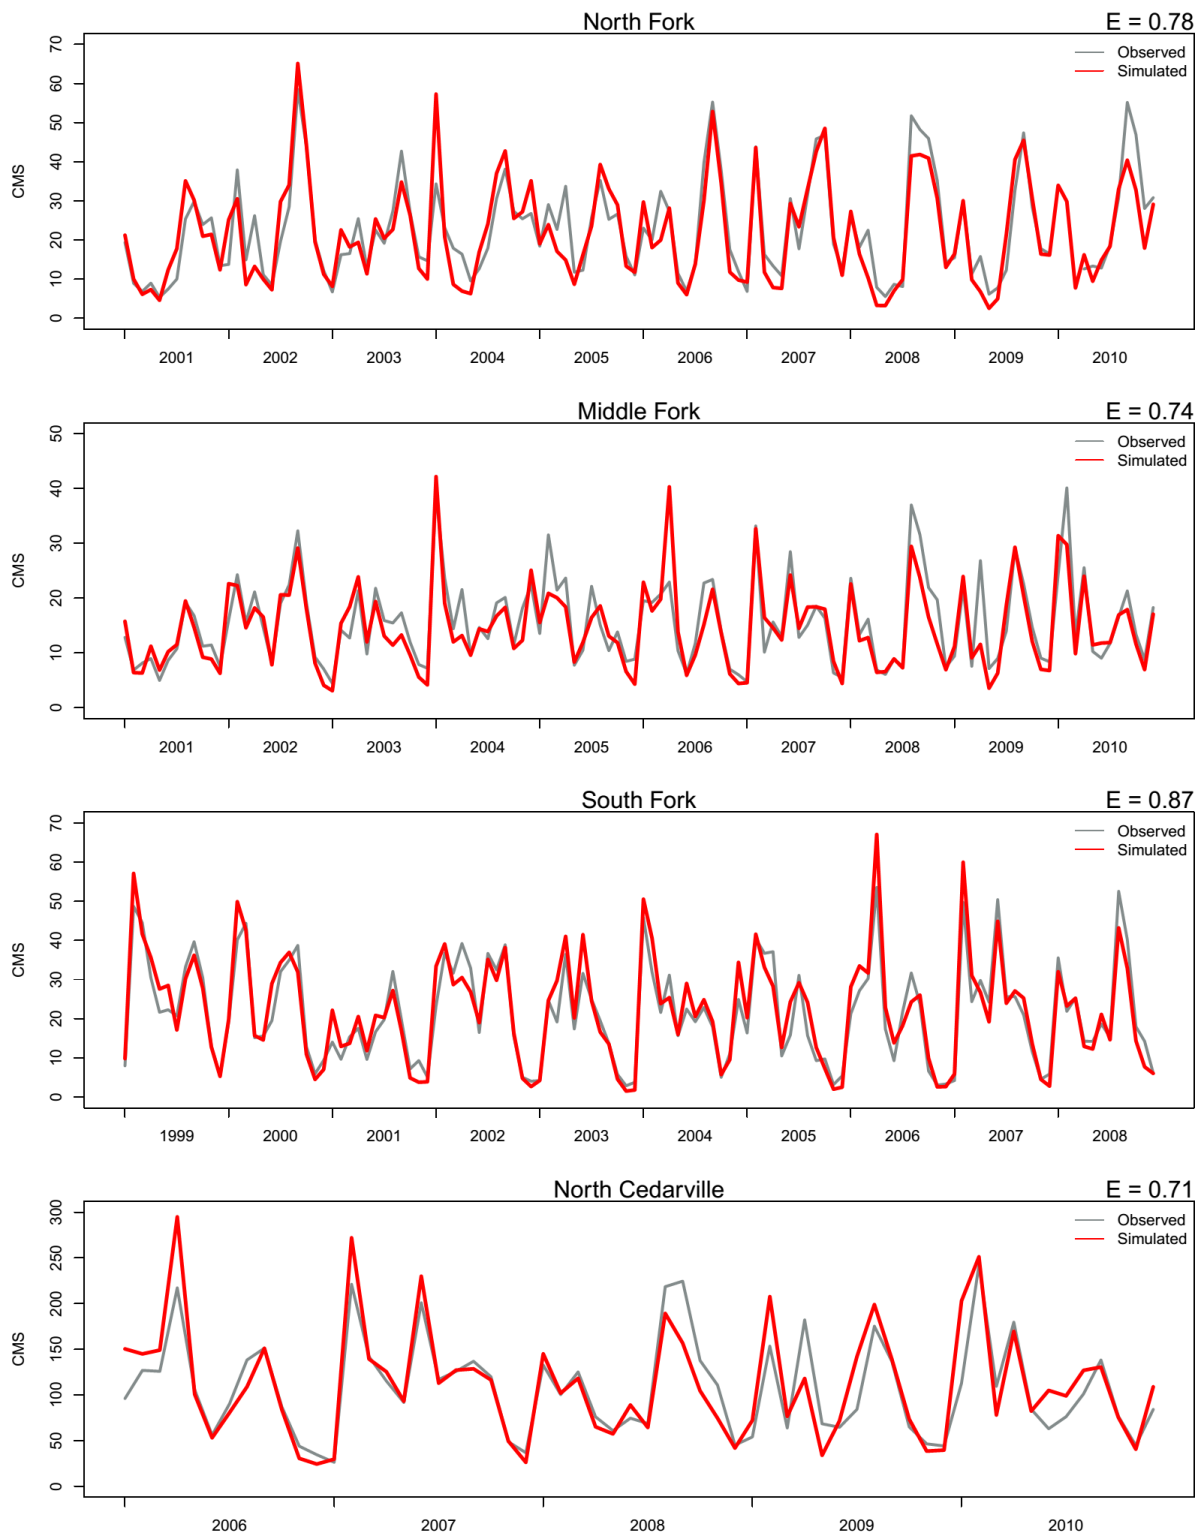 North Fork E = 0.78
70
60
50
40
30
20
10
0
CMS
Observed
Simulated
2001 2002 2003 2004 2005 2006 2007 2008 2009 2010
Middle Fork E = 0.74
50
40
30
20
10
0
CMS
Observed
Simulated
2001 2002 2003 2004 2005 2006 2007 2008 2009 2010
South Fork E = 0.87
70
60
50
40
30
20
10
0
CMS
Observed
Simulated
1999 2000 2001 2002 2003 2004 2005 2006 2007 2008
North Cedarville E = 0.71
300
250
200
150
100
50
0
CMS
Observed
Simulated
2006 2007 2008 2009 2010